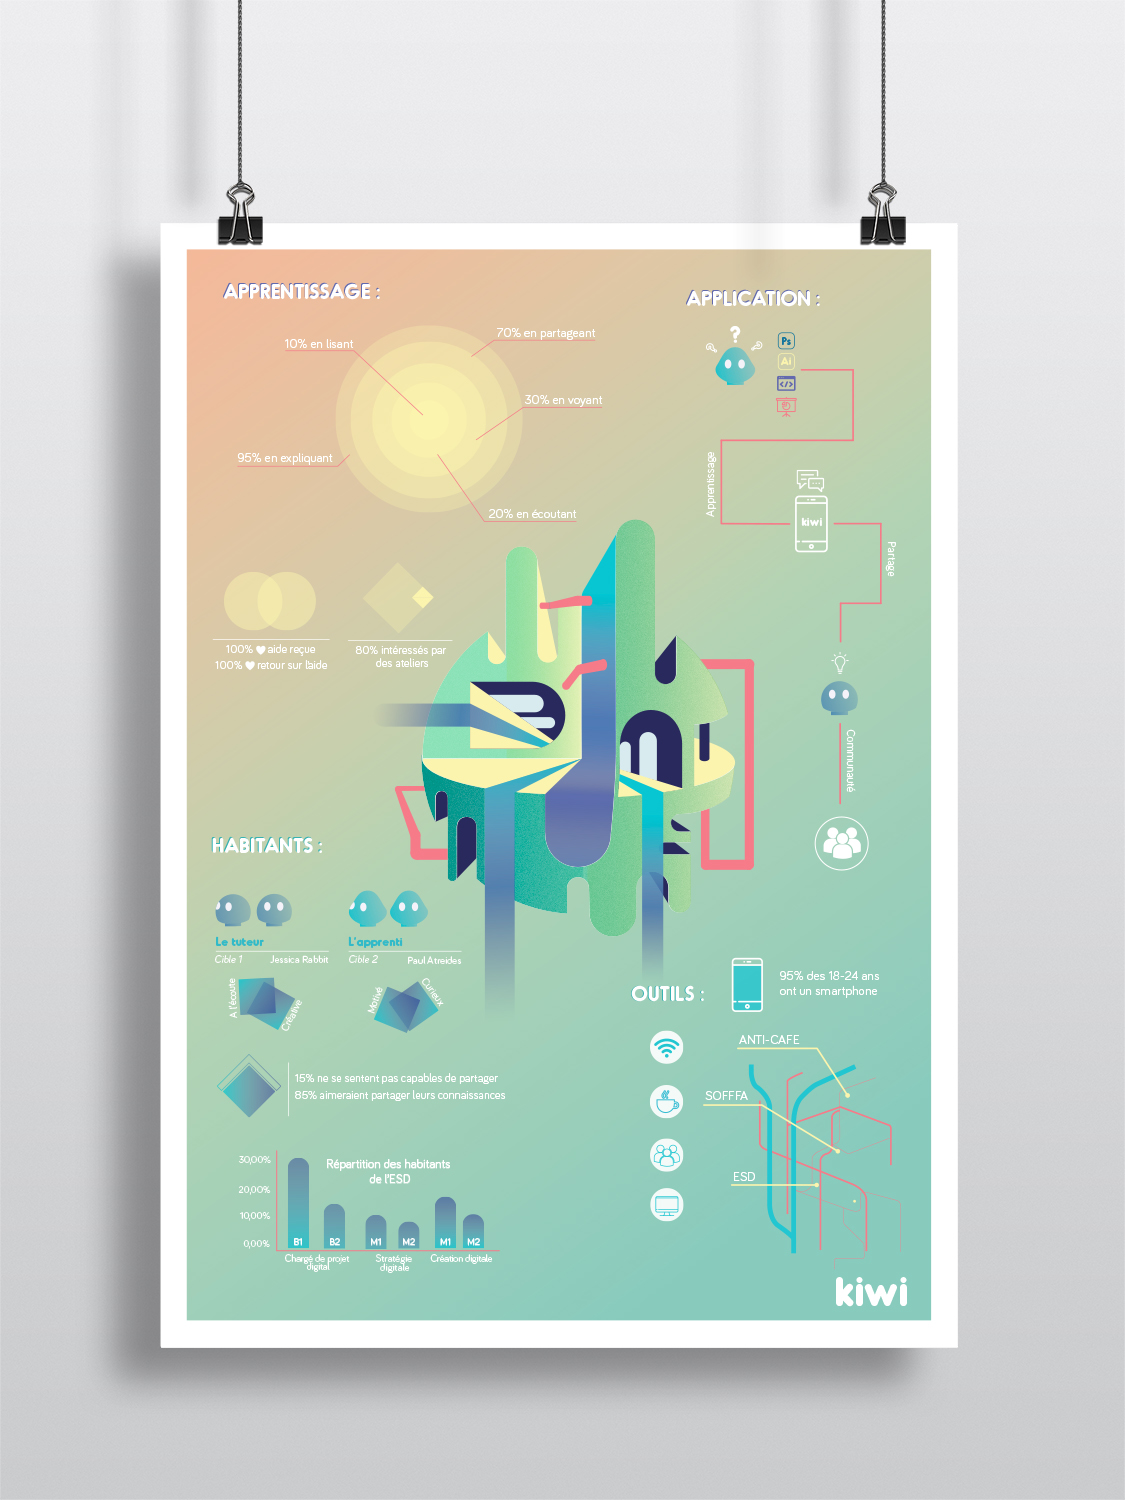 APPRENTISSAGE :
10% en lisant
70% en partageant
30% en voyant
95% en expliquant
20% en écoutant
100% aide reçue
100% retour sur l'aide
80% intéressés par
des ateliers
APPLICATION :
?
Ps
Ai
</>
Apprentissage
kiwi
Partage
Communauté
HABITANTS :
Le tuteur
Cible 1 Jessica Rabbit
A l'écoute
Créative
L'apprenti
Cible 2 Paul Atreides
Motivé
Curieux
15% ne se sentent pas capables de partager
85% aimeraient partager leurs connaissances
Répartition des habitants
de l'ESD
30,00%
20,00%
10,00%
0,00%
B1 B2 M1 M2 M1 M2
Chargé de projet
digital
Stratégie
digitale
Création digitale
OUTILS :
95% des 18-24 ans
ont un smartphone
ANTI-CAFE
SOFFFA
ESD
kiwi